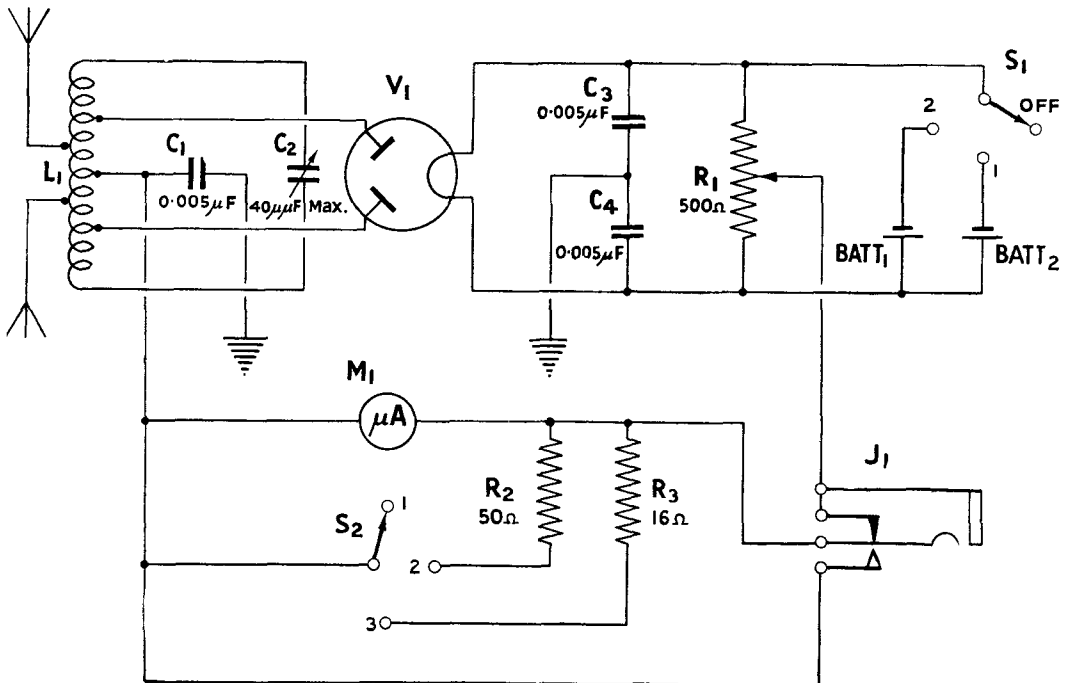 V1
S1
C3
0·005µF
2
OFF
C1
0·005µF
C2
40µµF Max.
L1
R1
500Ω
1
C4
0·005µF
BATT1
BATT2
M1
µA
J1
R2
50Ω
R3
16Ω
1
S2
2
3